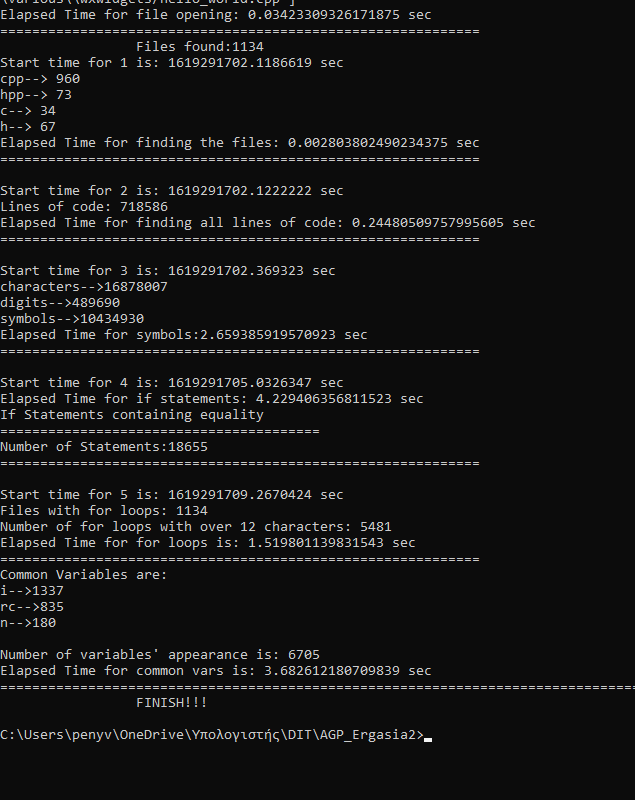 \various\\wxwidgets/hello_world.cpp ]
Elapsed Time for file opening: 0.03423309326171875 sec
============================================================
Files found:1134
Start time for 1 is: 1619291702.1186619 sec
cpp--> 960
hpp--> 73
c--> 34
h--> 67
Elapsed Time for finding the files: 0.002803802490234375 sec
============================================================
Start time for 2 is: 1619291702.1222222 sec
Lines of code: 718586
Elapsed Time for finding all lines of code: 0.24480509757995605 sec
============================================================
Start time for 3 is: 1619291702.369323 sec
characters-->16878007
digits-->489690
symbols-->10434930
Elapsed Time for symbols:2.659385919570923 sec
============================================================
Start time for 4 is: 1619291705.0326347 sec
Elapsed Time for if statements: 4.229406356811523 sec
If Statements containing equality
========================================
Number of Statements:18655
============================================================
Start time for 5 is: 1619291709.2670424 sec
Files with for loops: 1134
Number of for loops with over 12 characters: 5481
Elapsed Time for for loops is: 1.519801139831543 sec
============================================================
Common Variables are:
i-->1337
rc-->835
n-->180
Number of variables' appearance is: 6705
Elapsed Time for common vars is: 3.682612180709839 sec
================================================================================
FINISH!!!
C:\Users\penyv\OneDrive\Υπολογιστής\DIT\AGP_Ergasia2>